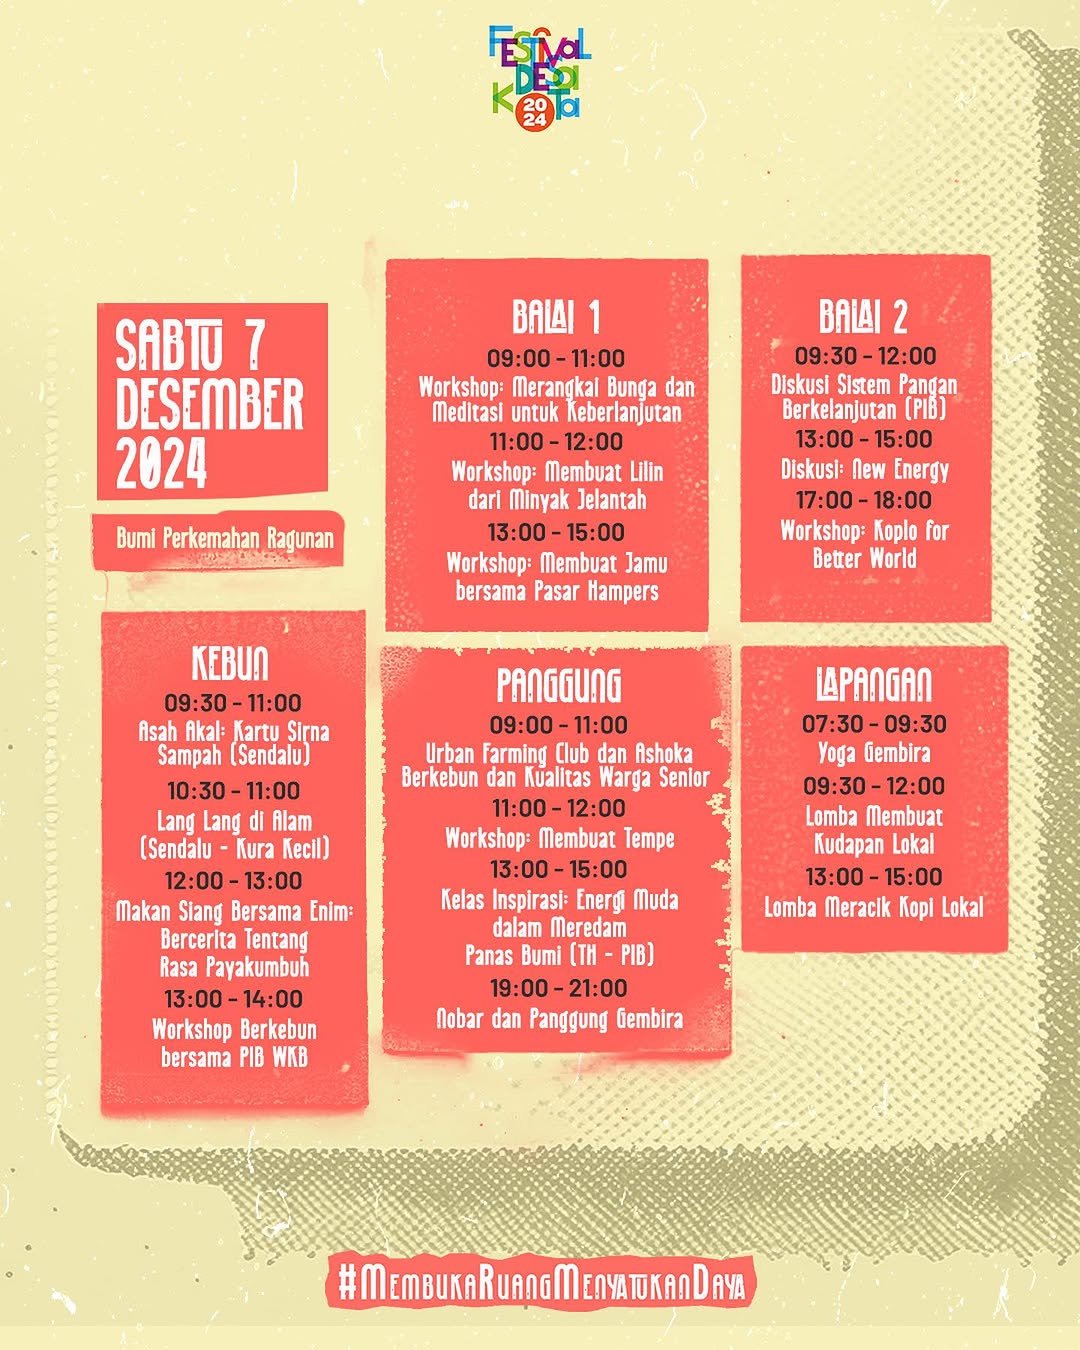 FESTIVAL
DESA
KOTA
2024
SABTU 7
DESEMBER
2024
Bumi Perkemahan Ragunan
BALAI 1
09:00 - 11:00
Workshop: Merangkai Bunga dan
Meditasi untuk Keberlanjutan
11:00 - 12:00
Workshop: Membuat Lilin
dari Minyak Jelantah
13:00 - 15:00
Workshop: Membuat Jamu
bersama Pasar Hampers
BALAI 2
09:30 - 12:00
Diskusi Sistem Pangan
Berkelanjutan (PIB)
13:00 - 15:00
Diskusi: New Energy
17:00 - 18:00
Workshop: Koplo for
Better World
KEBUN
09:30 - 11:00
Asah Akal: Kartu Sirna
Sampah (Sendalu)
10:30 - 11:00
Lang Lang di Alam
(Sendalu - Kura Kecil)
12:00 - 13:00
Makan Siang Bersama Enim:
Bercerita Tentang
Rasa Payakumbuh
13:00 - 14:00
Workshop Berkebun
bersama PIB WKB
PANGGUNG
09:00 - 11:00
Urban Farming Club dan Ashoka
Berkebun dan Kualitas Warga Senior
11:00 - 12:00
Workshop: Membuat Tempe
13:00 - 15:00
Kelas Inspirasi: Energi Muda
dalam Meredam
Panas Bumi (TH - PIB)
19:00 - 21:00
Nobar dan Panggung Gembira
LAPANGAN
07:30 - 09:30
Yoga Gembira
09:30 - 12:00
Lomba Membuat
Kudapan Lokal
13:00 - 15:00
Lomba Meracik Kopi Lokal
#MembukaRuangMenyatukanDaya